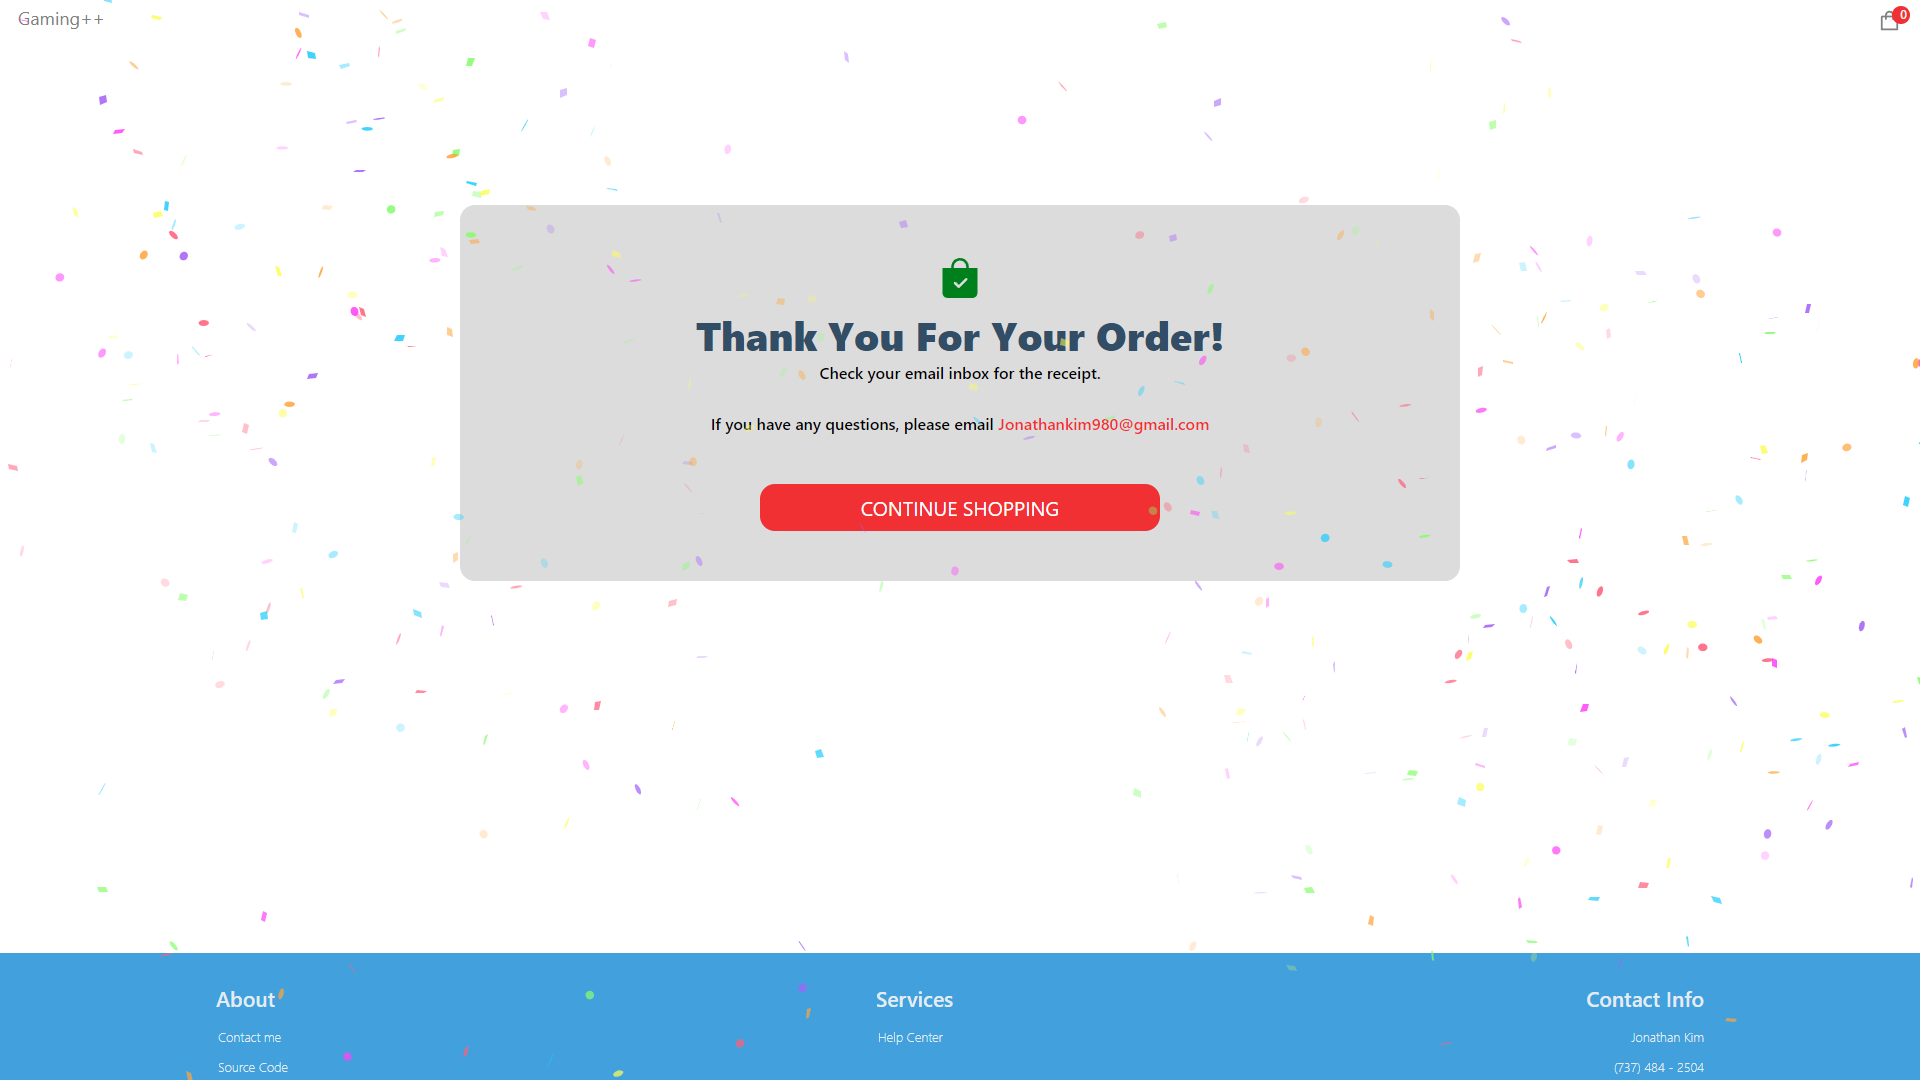 Gaming++
0
Thank You For Your Order!
Check your email inbox for the receipt.
If you have any questions, please email Jonathankim980@gmail.com
CONTINUE SHOPPING
About
Contact me
Source Code
Services
Help Center
Contact Info
Jonathan Kim
(737) 484 - 2504